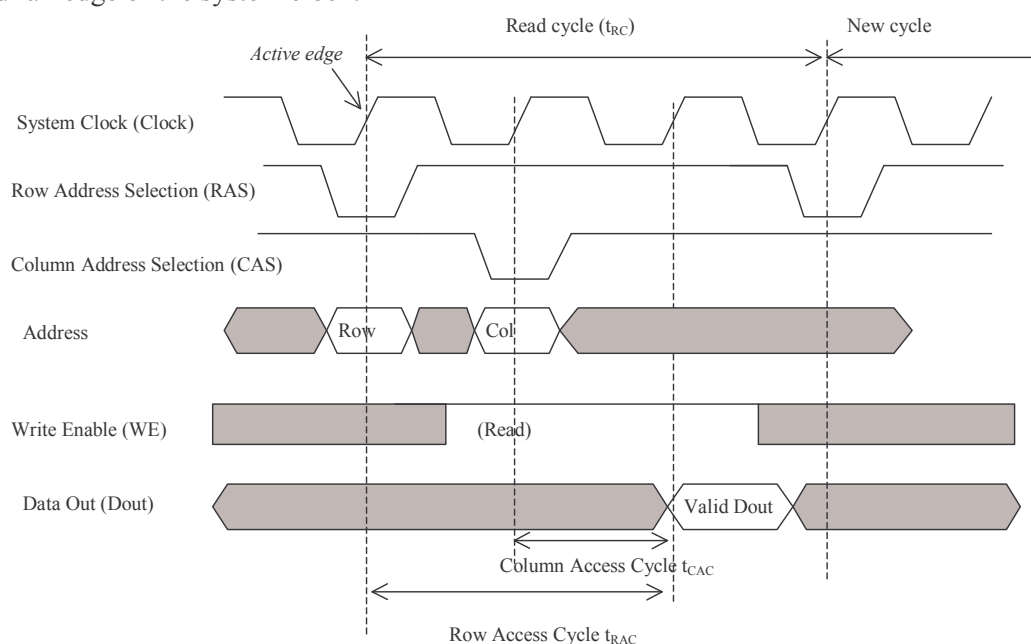 Read cycle (tRC)
New cycle
Active edge
System Clock (Clock)
Row Address Selection (RAS)
Column Address Selection (CAS)
Address
Row
Col
Write Enable (WE)
(Read)
Data Out (Dout)
Valid Dout
Column Access Cycle tCAC
Row Access Cycle tRAC